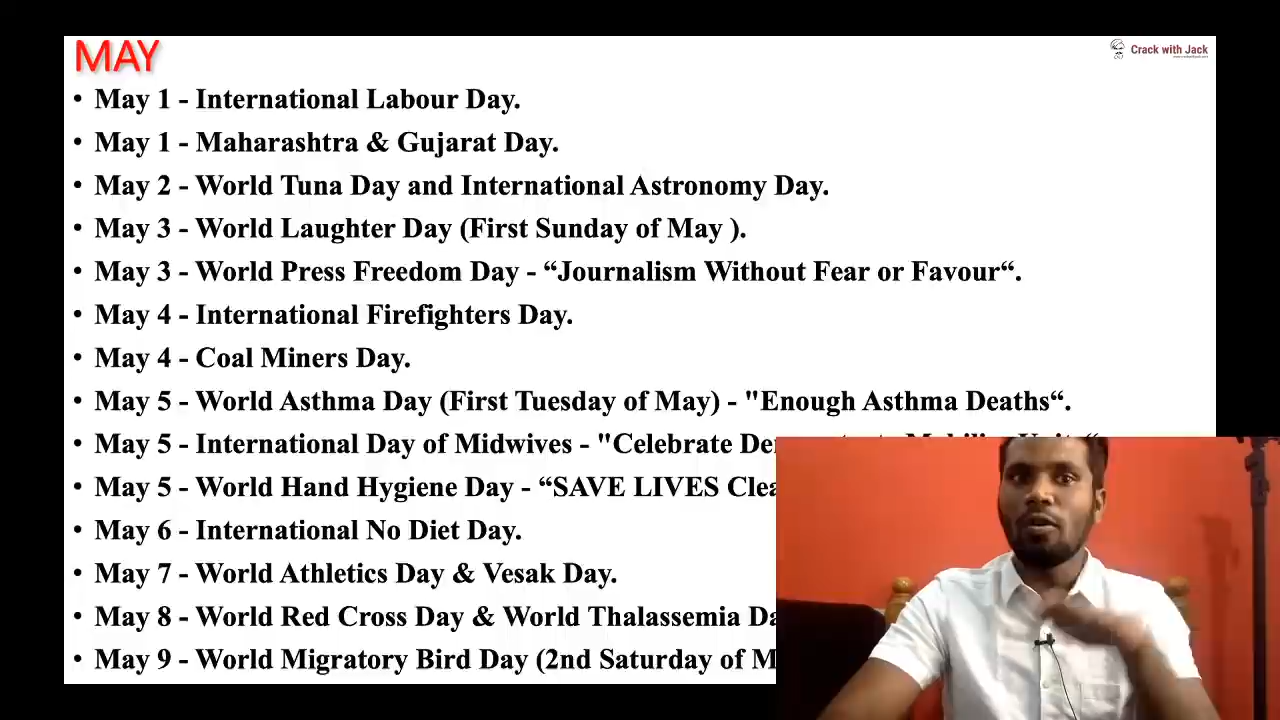 MAY
Crack with Jack
• May 1 - International Labour Day.
• May 1 - Maharashtra & Gujarat Day.
• May 2 - World Tuna Day and International Astronomy Day.
• May 3 - World Laughter Day (First Sunday of May ).
• May 3 - World Press Freedom Day - “Journalism Without Fear or Favour“.
• May 4 - International Firefighters Day.
• May 4 - Coal Miners Day.
• May 5 - World Asthma Day (First Tuesday of May) - "Enough Asthma Deaths“.
• May 5 - International Day of Midwives - "Celebrate
• May 5 - World Hand Hygiene Day - “SAVE LIVES
• May 6 - International No Diet Day.
• May 7 - World Athletics Day & Vesak Day.
• May 8 - World Red Cross Day & World Thalassemia
• May 9 - World Migratory Bird Day (2nd Saturday of